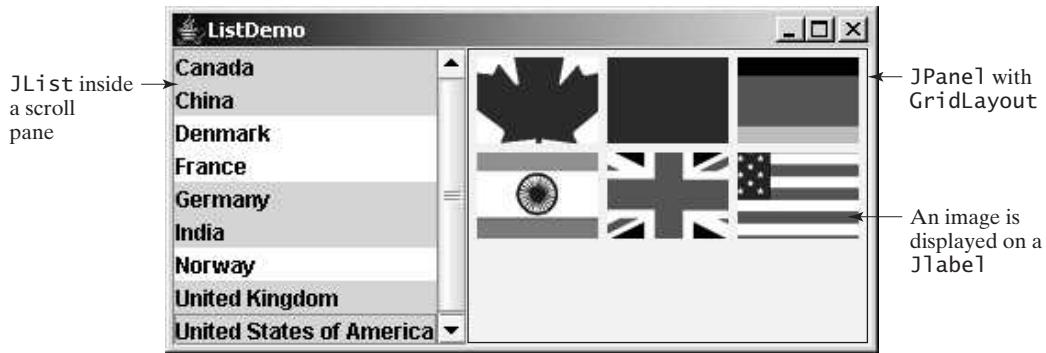 ListDemo
JList inside
a scroll
pane
Canada
China
Denmark
France
Germany
India
Norway
United Kingdom
United States of America
JPanel with
GridLayout
An image is
displayed on a
Jlabel